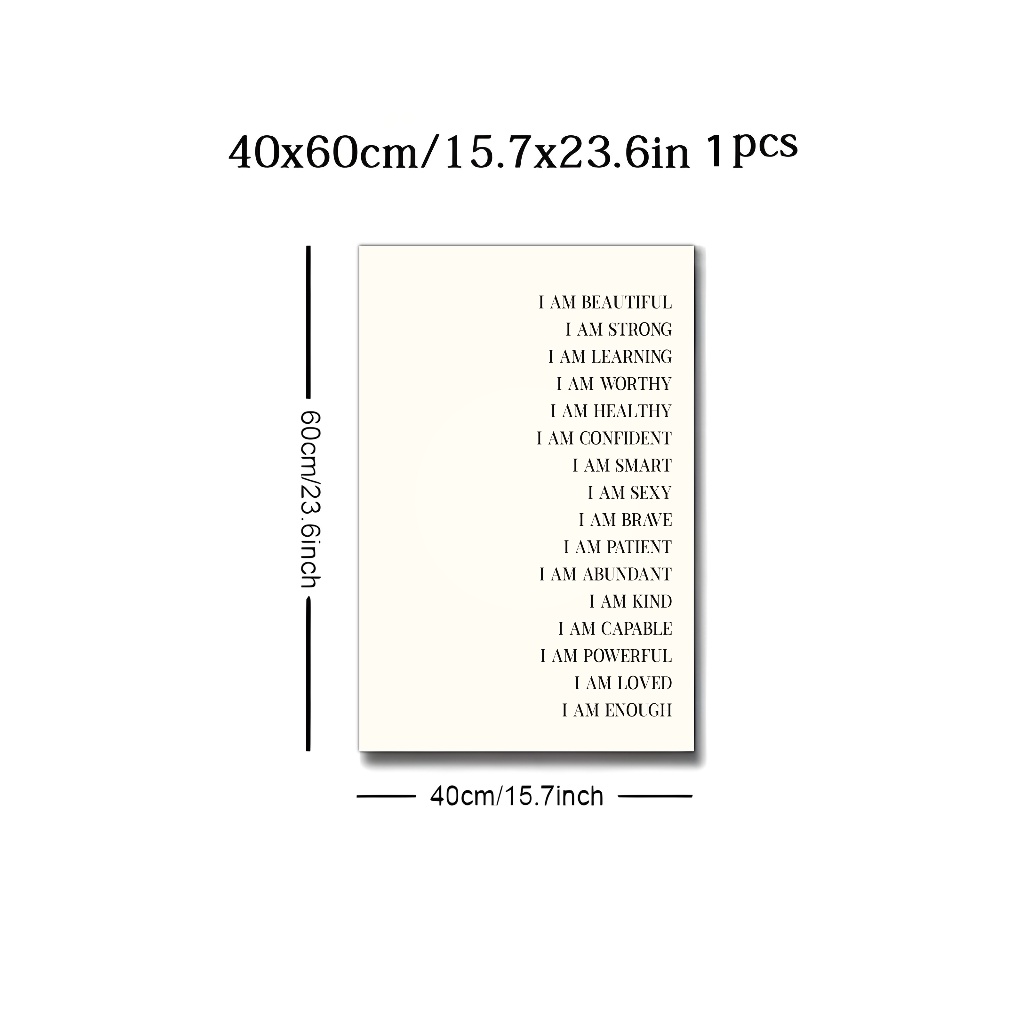 40x60cm/15.7x23.6in 1pcs
I AM BEAUTIFUL
I AM STRONG
I AM LEARNING
I AM WORTHY
I AM HEALTHY
I AM CONFIDENT
I AM SMART
I AM SEXY
I AM BRAVE
I AM PATIENT
I AM ABUNDANT
I AM KIND
I AM CAPABLE
I AM POWERFUL
I AM LOVED
I AM ENOUGH
60cm/23.6inch
40cm/15.7inch